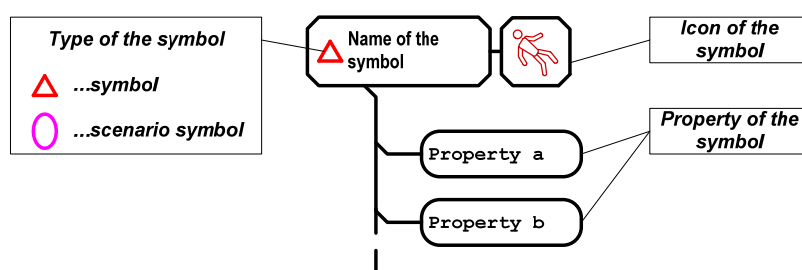 Type of the symbol
...symbol
...scenario symbol
Name of the
symbol
Icon of the
symbol
Property of the
symbol
Property a
Property b